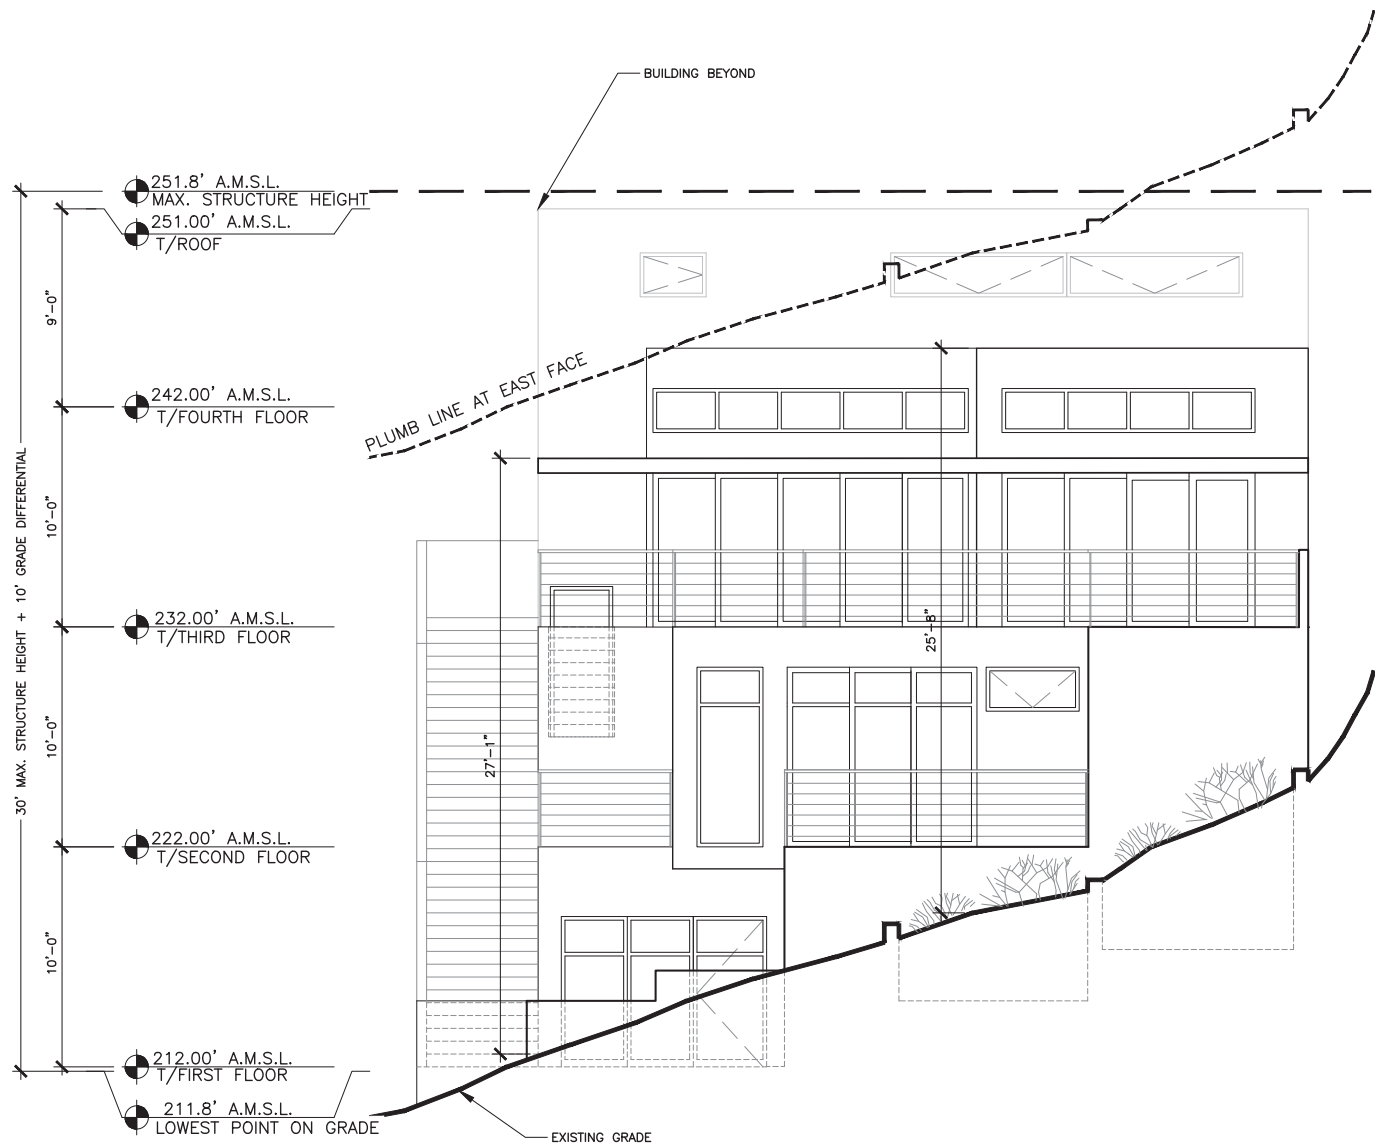 BUILDING BEYOND
251.8' A.M.S.L.
MAX. STRUCTURE HEIGHT
251.00' A.M.S.L.
T/ROOF
9'-0"
PLUMB LINE AT EAST FACE
242.00' A.M.S.L.
T/FOURTH FLOOR
30' MAX. STRUCTURE HEIGHT + 10' GRADE DIFFERENTIAL
10'-0"
232.00' A.M.S.L.
T/THIRD FLOOR
25'-8"
10'-0"
27'-1"
222.00' A.M.S.L.
T/SECOND FLOOR
10'-0"
212.00' A.M.S.L.
T/FIRST FLOOR
211.8' A.M.S.L.
LOWEST POINT ON GRADE
EXISTING GRADE